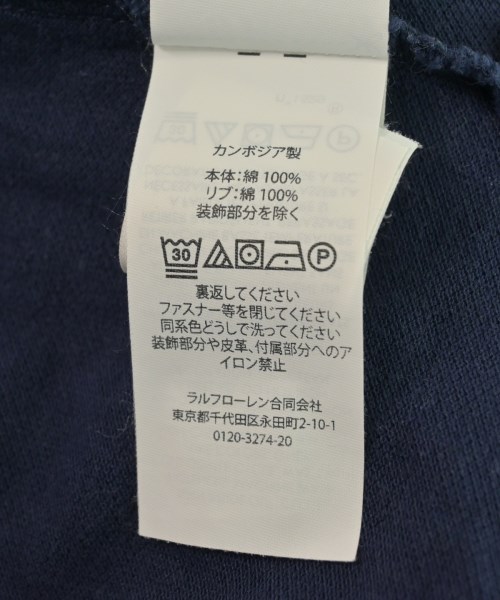 カンボジア製
本体：綿 100%
リブ：綿 100%
装飾部分を除く
30 P
裏返してください
ファスナー等を閉じてください
同系色どうしで洗ってください
装飾部分や皮革、付属部分へのア
イロン禁止
ラルフローレン合同会社
東京都千代田区永田町2-10-1
0120-3274-20